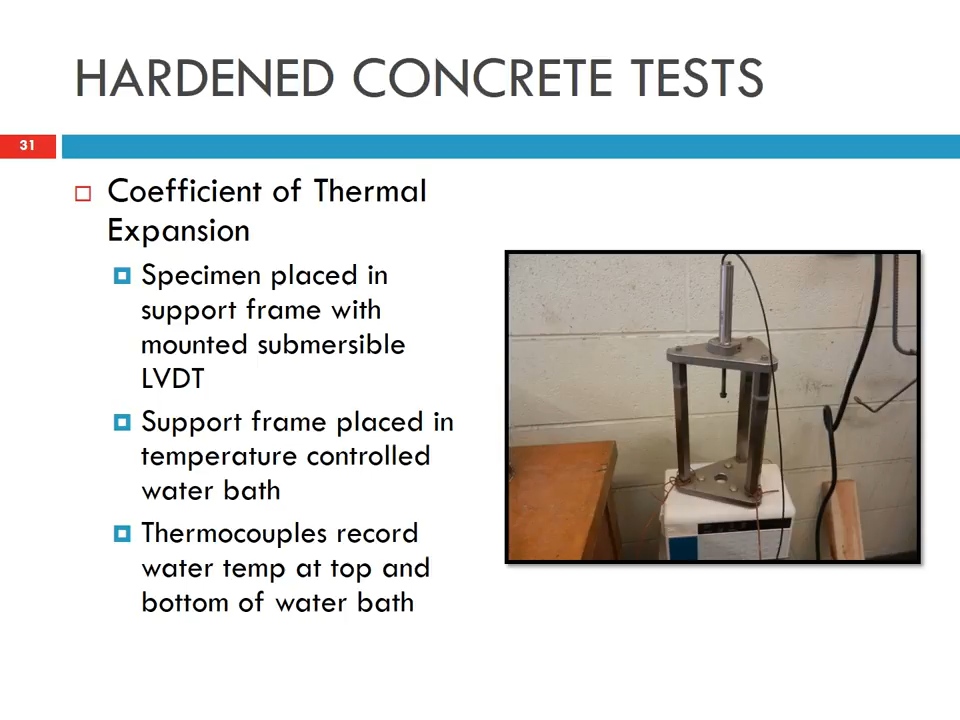 HARDENED CONCRETE TESTS
31
Coefficient of Thermal
Expansion
Specimen placed in
support frame with
mounted submersible
LVDT
Support frame placed in
temperature controlled
water bath
Thermocouples record
water temp at top and
bottom of water bath